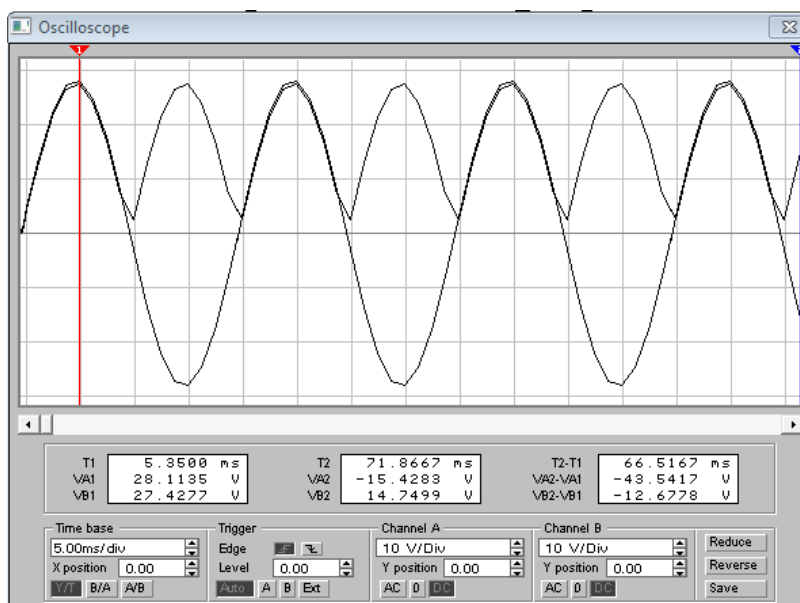 Oscilloscope
1
T1 5.3500 ms T2 71.8667 ms T2-T1 66.5167 ms
VA1 28.1135 V VA2 -15.4283 V VA2-VA1 -43.5417 V
VB1 27.4277 V VB2 14.7499 V VB2-VB1 -12.6778 V
Time base Trigger Channel A Channel B
5.00ms/div Edge 10 V/Div 10 V/Div Reduce
X position 0.00 Level 0.00 Y position 0.00 Y position 0.00 Reverse
Y/T B/A A/B Auto A B Ext AC 0 DC AC 0 DC Save